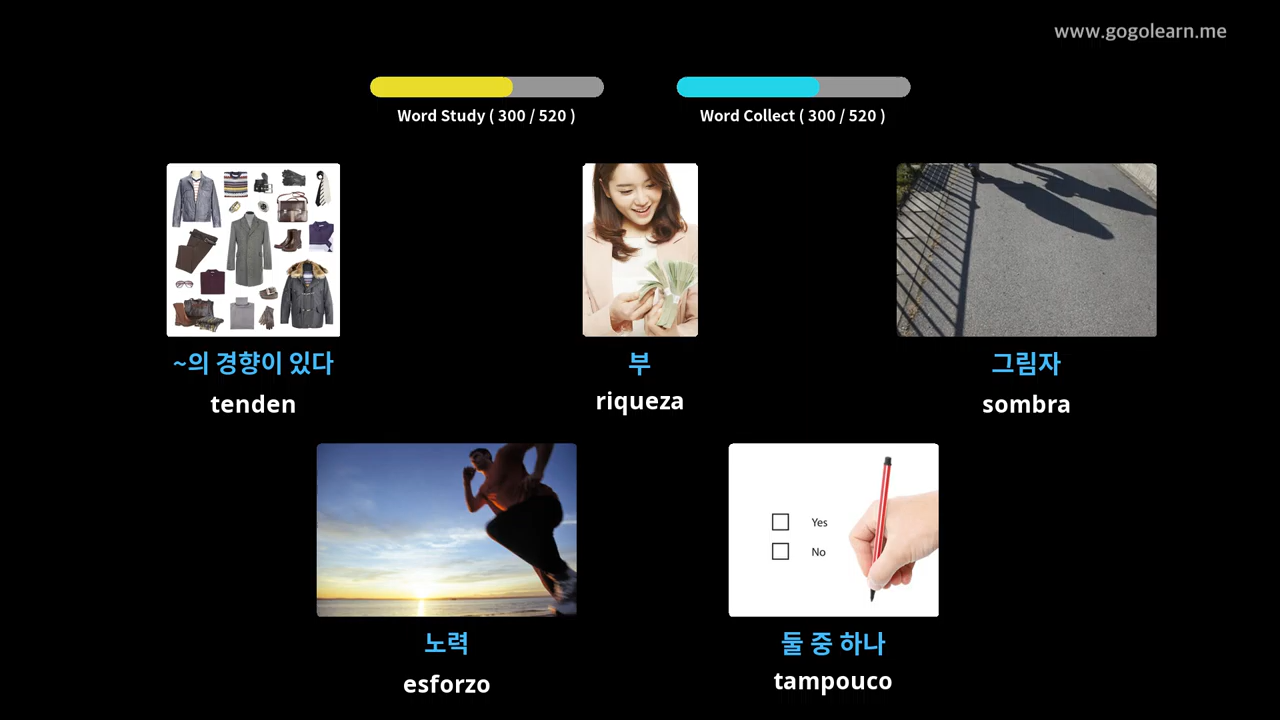 www.gogolearn.me
Word Study ( 300 / 520 )
Word Collect ( 300 / 520 )
~의 경향이 있다
tenden
부
riqueza
그림자
sombra
Yes
No
노력
esforzo
둘 중 하나
tampouco